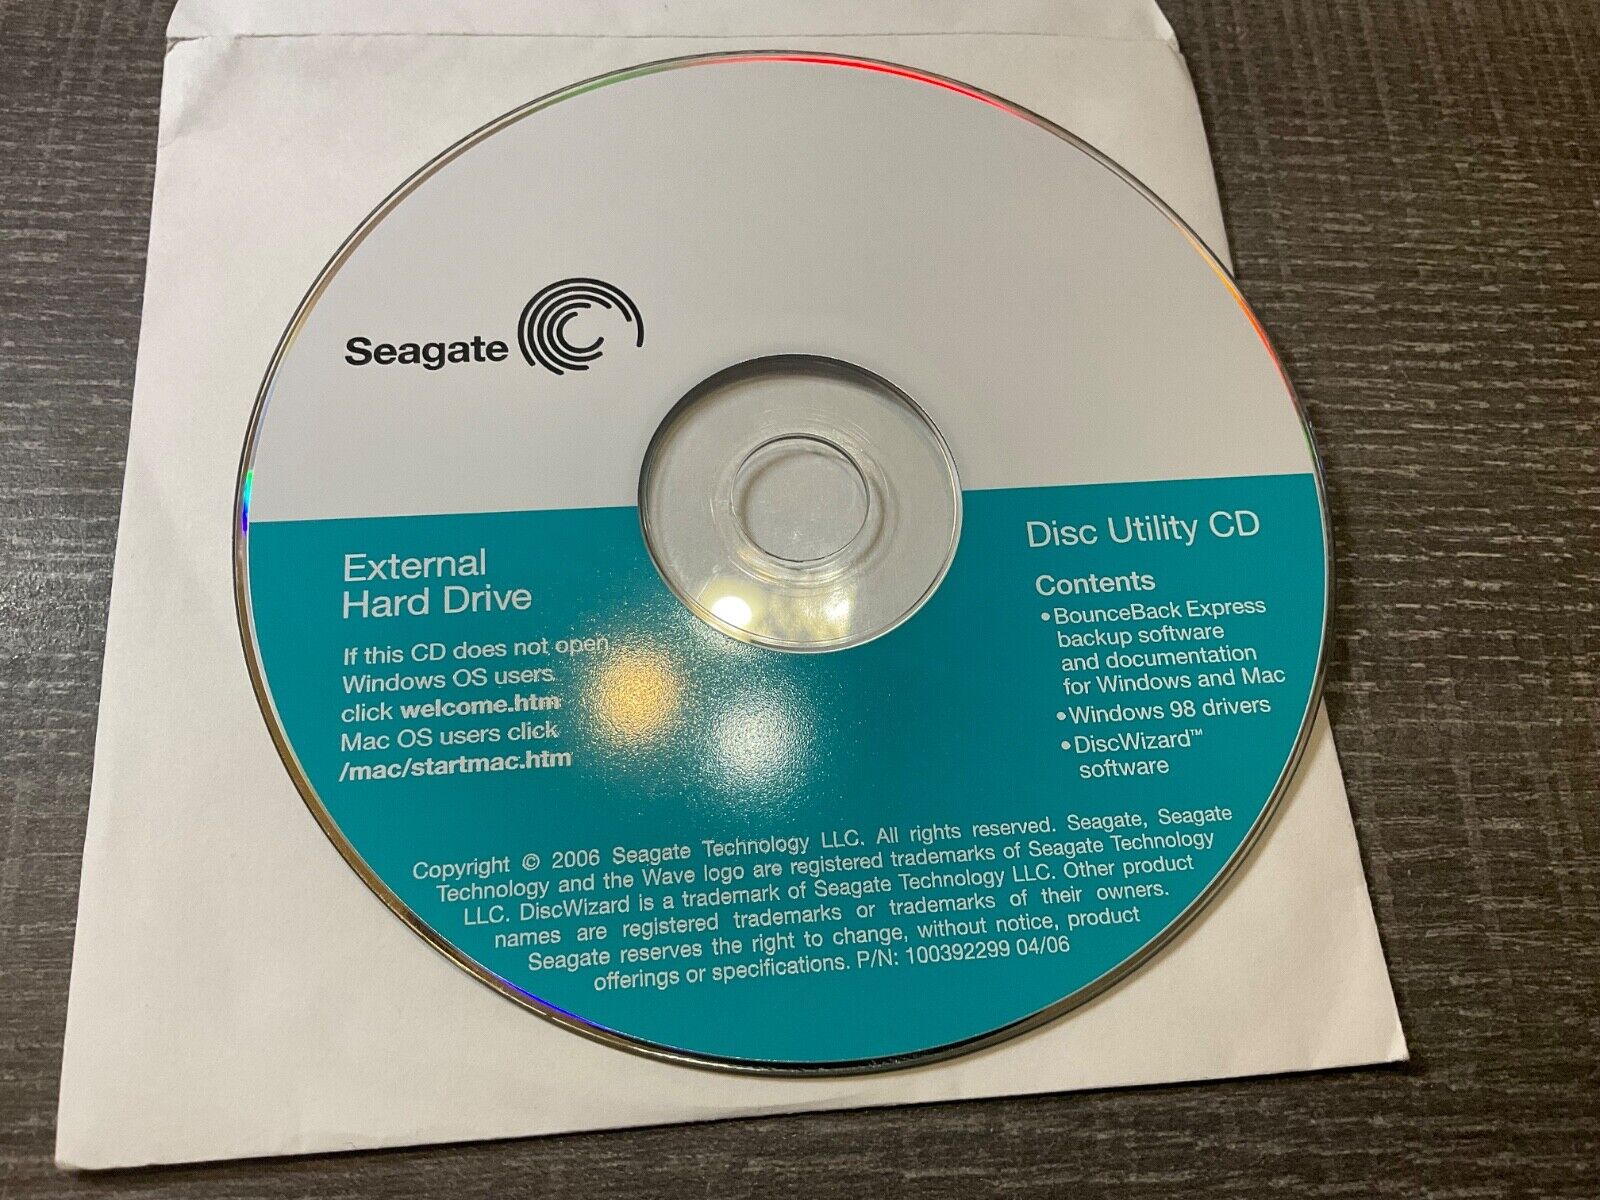 Seagate
External
Hard Drive
If this CD does not open
Windows OS users
click welcome.htm
Mac OS users click
/mac/startmac.htm
Disc Utility CD
Contents
•BounceBack Express
backup software
and documentation
for Windows and Mac
•Windows 98 drivers
•DiscWizard™
software
Copyright © 2006 Seagate Technology LLC. All rights reserved. Seagate, Seagate
Technology and the Wave logo are registered trademarks of Seagate Technology
LLC. DiscWizard is a trademark of Seagate Technology LLC. Other product
names are registered trademarks or trademarks of their owners.
Seagate reserves the right to change, without notice, product
offerings or specifications. P/N: 100392299 04/06